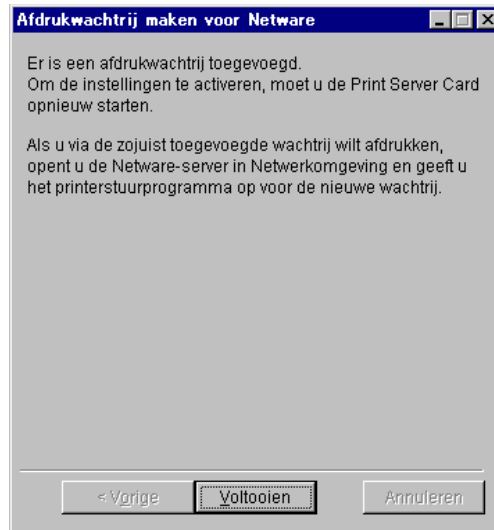 Afdrukwachtrij maken voor Netware
Er is een afdrukwachtrij toegevoegd.
Om de instellingen te activeren, moet u de Print Server Card
opnieuw starten.
Als u via de zojuist toegevoegde wachtrij wilt afdrukken,
opent u de Netware-server in Netwerkomgeving en geeft u
het printerstuurprogramma op voor de nieuwe wachtrij.
< Vorige
Voltooien
Annuleren